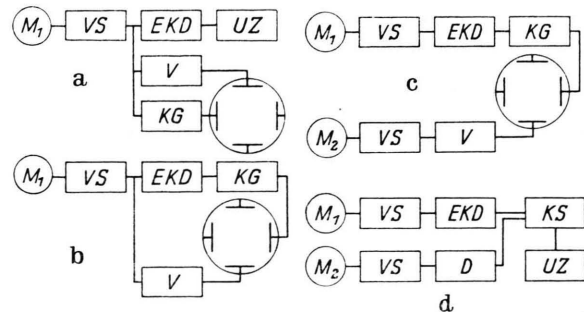 M1 VS EKD UZ
a
V
KG
M1 VS EKD KG
b
V
M1 VS EKD KG
c
M2 VS V
M1 VS EKD KS
M2 VS D UZ
d